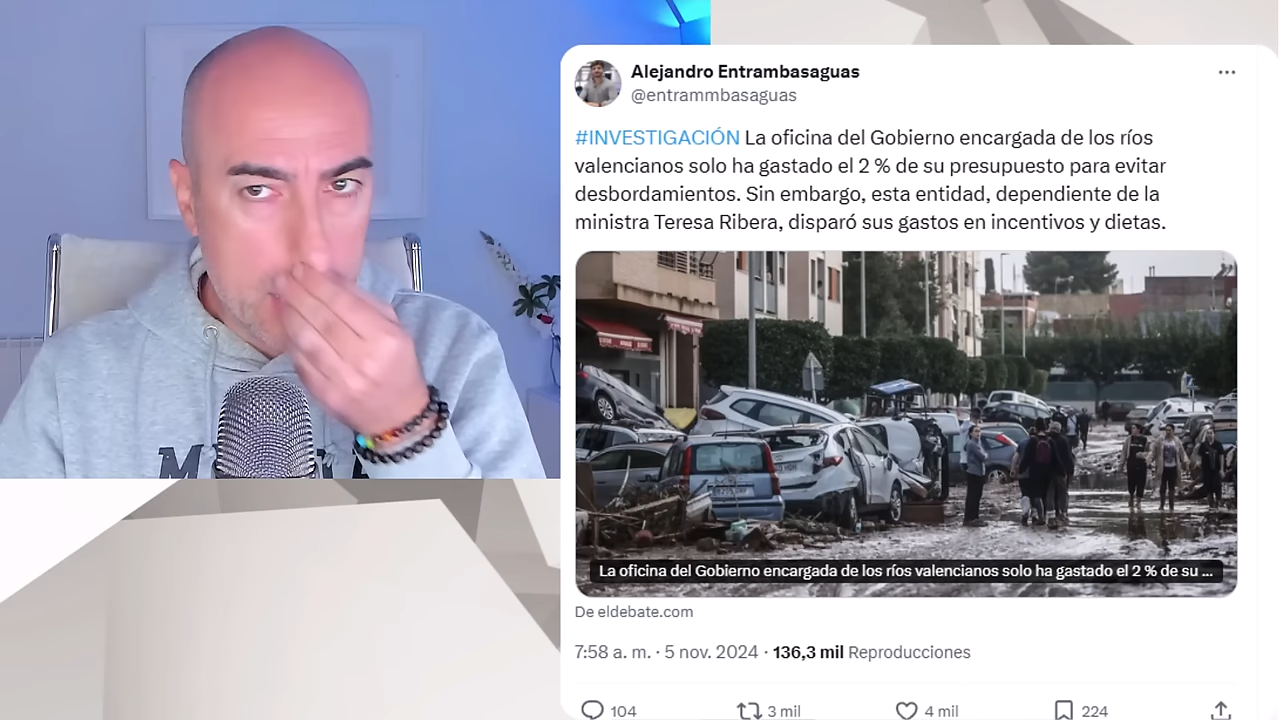 Alejandro Entrambasaguas
@entrammbasaguas
#INVESTIGACIÓN La oficina del Gobierno encargada de los ríos
valencianos solo ha gastado el 2 % de su presupuesto para evitar
desbordamientos. Sin embargo, esta entidad, dependiente de la
ministra Teresa Ribera, disparó sus gastos en incentivos y dietas.
La oficina del Gobierno encargada de los ríos valencianos solo ha gastado el 2 % de su ...
De eldebate.com
7:58 a. m. · 5 nov. 2024 · 136,3 mil Reproducciones
104 3 mil 4 mil 224